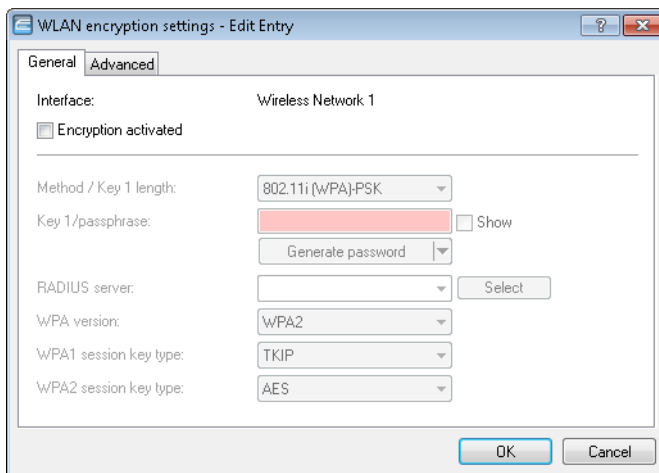 WLAN encryption settings - Edit Entry
General Advanced
Interface: Wireless Network 1
Encryption activated
Method / Key 1 length: 802.11i (WPA)-PSK
Key 1/passphrase: Show
Generate password
RADIUS server: Select
WPA version: WPA2
WPA1 session key type: TKIP
WPA2 session key type: AES
OK Cancel